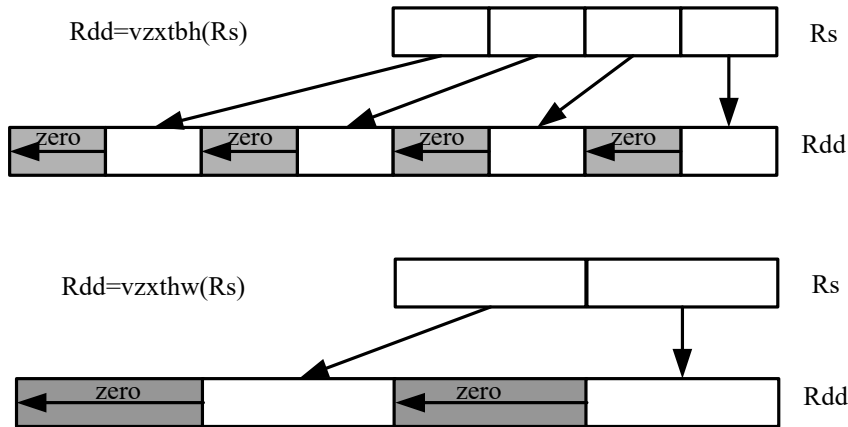 Rdd=vzxtbh(Rs)
Rs
zero zero zero zero
Rdd
Rdd=vzxthw(Rs)
Rs
zero zero
Rdd